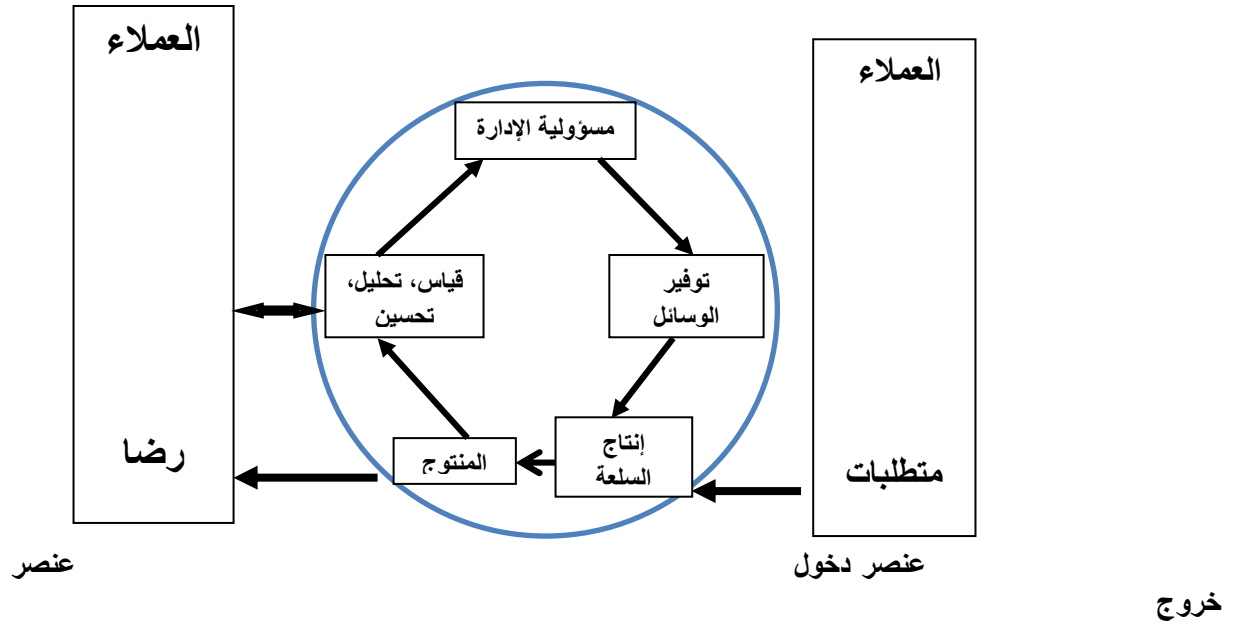 العملاء
العملاء
مسؤولية الإدارة
توفير
الوسائل
قياس، تحليل،
تحسين
إنتاج
السلعة
المنتوج
متطلبات
رضا
عنصر دخول
عنصر
خروج